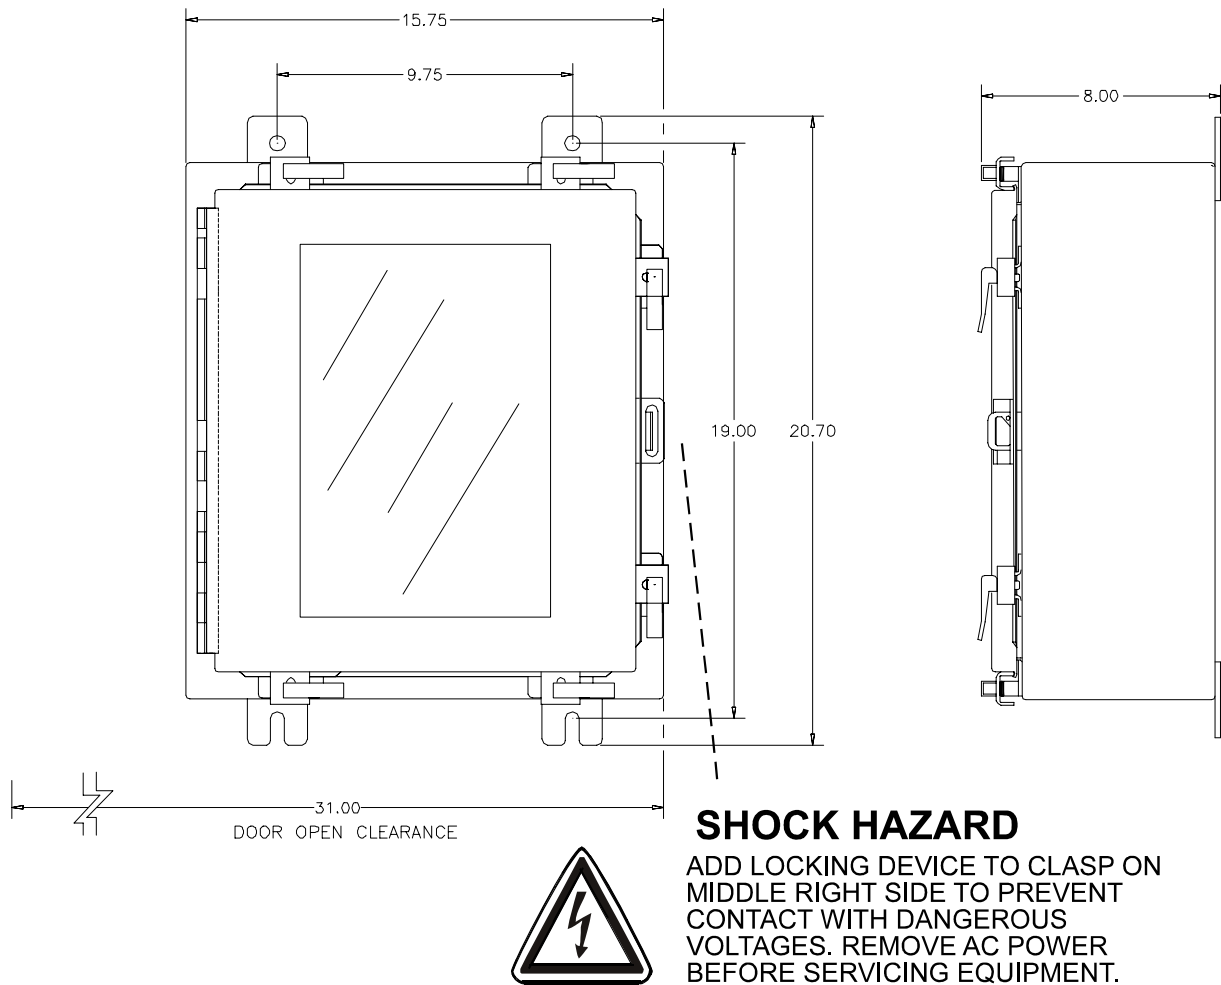 15.75
9.75
8.00
19.00 20.70
31.00
DOOR OPEN CLEARANCE
SHOCK HAZARD
ADD LOCKING DEVICE TO CLASP ON
MIDDLE RIGHT SIDE TO PREVENT
CONTACT WITH DANGEROUS
VOLTAGES. REMOVE AC POWER
BEFORE SERVICING EQUIPMENT.